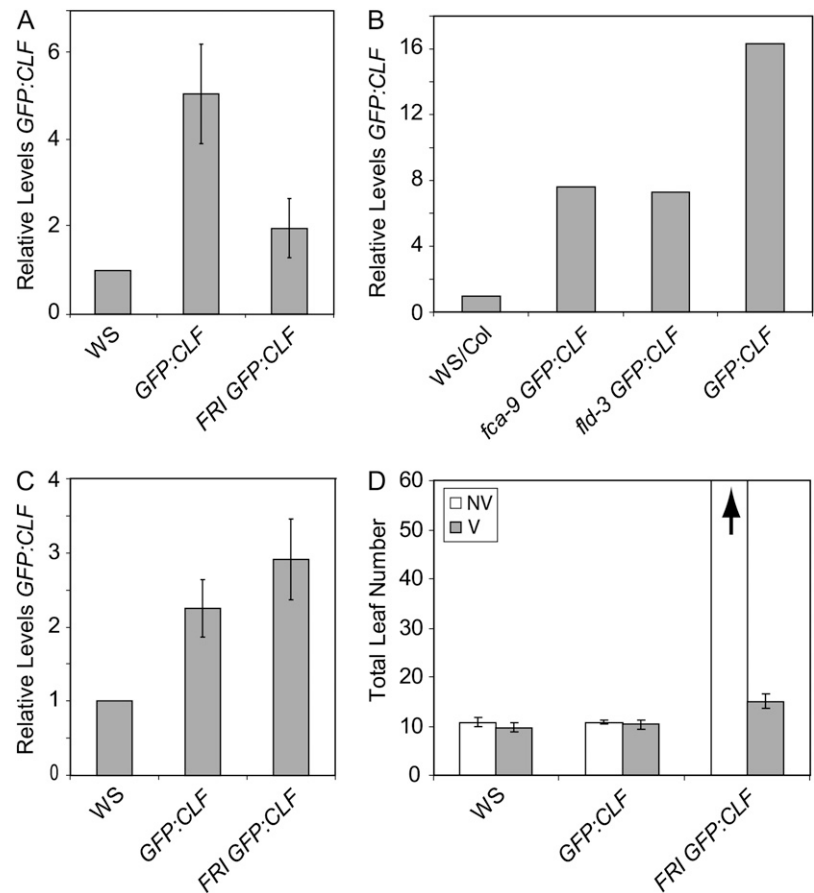 A
Relative Levels GFP:CLF
6
4
2
0
WS
GFP:CLF
FRI GFP:CLF
B
Relative Levels GFP:CLF
16
12
8
4
0
WS/Col
fca-9 GFP:CLF
fld-3 GFP:CLF
GFP:CLF
C
Relative Levels GFP:CLF
4
3
2
1
0
WS
GFP:CLF
FRI GFP:CLF
D
Total Leaf Number
60
50
40
30
20
10
0
NV
V
WS
GFP:CLF
FRI GFP:CLF